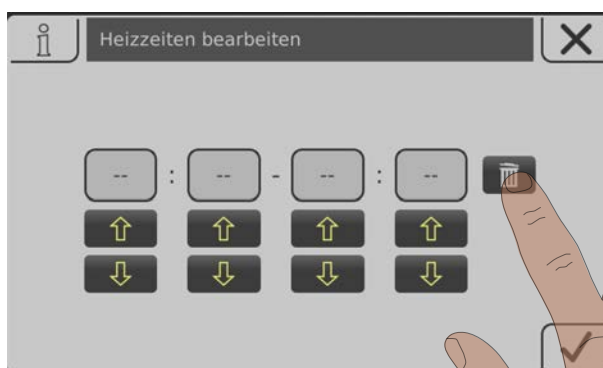 Heizzeiten bearbeiten
-- : -- - -- : --